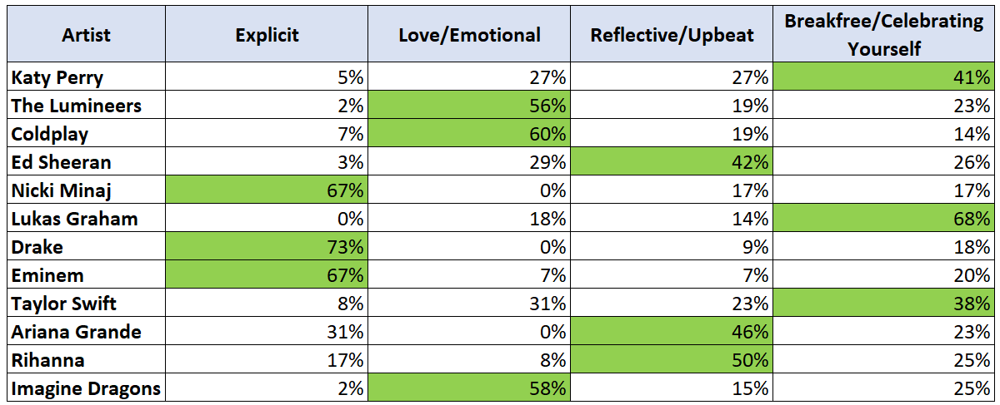 Artist Explicit Love/Emotional Reflective/Upbeat Breakfree/Celebrating Yourself
Katy Perry 5% 27% 27% 41%
The Lumineers 2% 56% 19% 23%
Coldplay 7% 60% 19% 14%
Ed Sheeran 3% 29% 42% 26%
Nicki Minaj 67% 0% 17% 17%
Lukas Graham 0% 18% 14% 68%
Drake 73% 0% 9% 18%
Eminem 67% 7% 7% 20%
Taylor Swift 8% 31% 23% 38%
Ariana Grande 31% 0% 46% 23%
Rihanna 17% 8% 50% 25%
Imagine Dragons 2% 58% 15% 25%